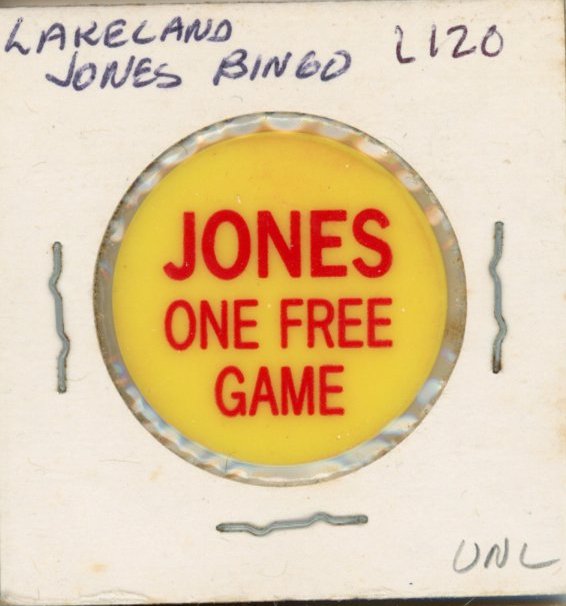 LAKELAND L120
JONES BINGO
JONES
ONE FREE
GAME
UNL